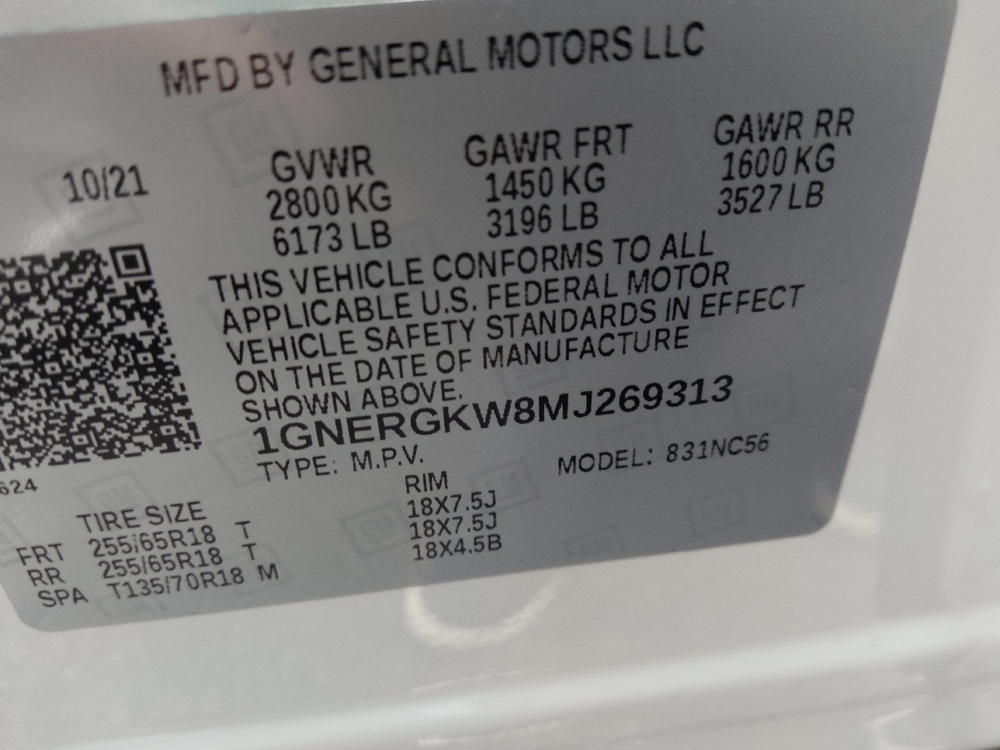 MFD BY GENERAL MOTORS LLC
10/21
GVWR
2800 KG
6173 LB
GAWR FRT
1450 KG
3196 LB
GAWR RR
1600 KG
3527 LB
THIS VEHICLE CONFORMS TO ALL
APPLICABLE U.S. FEDERAL MOTOR
VEHICLE SAFETY STANDARDS IN EFFECT
ON THE DATE OF MANUFACTURE
SHOWN ABOVE.
1GNERGKW8MJ269313
TYPE: M.P.V. MODEL: 831NC56
624
TIRE SIZE RIM
FRT 255/65R18 T 18X7.5J
RR 255/65R18 T 18X7.5J
SPA T135/70R18 M 18X4.5B